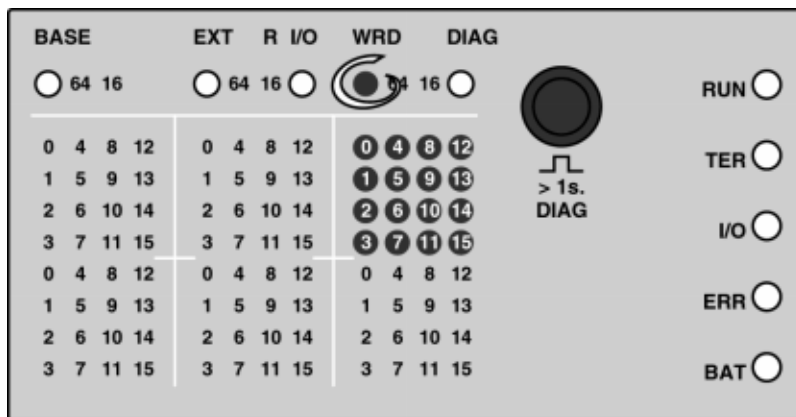 BASE EXT R I/O WRD DIAG
64 16 64 16 64 16
RUN
0 4 8 12 0 4 8 12 0 4 8 12
1 5 9 13 1 5 9 13 1 5 9 13
2 6 10 14 2 6 10 14 2 6 10 14
3 7 11 15 3 7 11 15 3 7 11 15
0 4 8 12 0 4 8 12 0 4 8 12
1 5 9 13 1 5 9 13 1 5 9 13
2 6 10 14 2 6 10 14 2 6 10 14
3 7 11 15 3 7 11 15 3 7 11 15
> 1s.
DIAG
TER
I/O
ERR
BAT